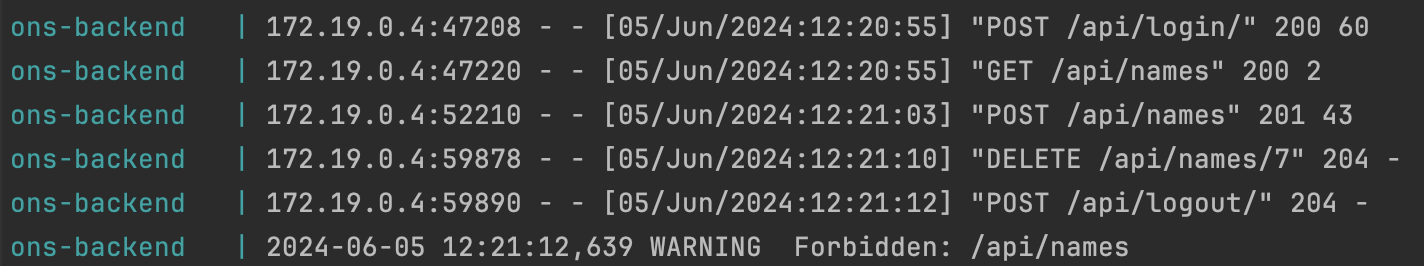 ons-backend   | 172.19.0.4:47208 - - [05/Jun/2024:12:20:55] "POST /api/login/" 200 60
ons-backend   | 172.19.0.4:47220 - - [05/Jun/2024:12:20:55] "GET /api/names" 200 2
ons-backend   | 172.19.0.4:52210 - - [05/Jun/2024:12:21:03] "POST /api/names" 201 43
ons-backend   | 172.19.0.4:59878 - - [05/Jun/2024:12:21:10] "DELETE /api/names/7" 204 -
ons-backend   | 172.19.0.4:59890 - - [05/Jun/2024:12:21:12] "POST /api/logout/" 204 -
ons-backend   | 2024-06-05 12:21:12,639 WARNING  Forbidden: /api/names